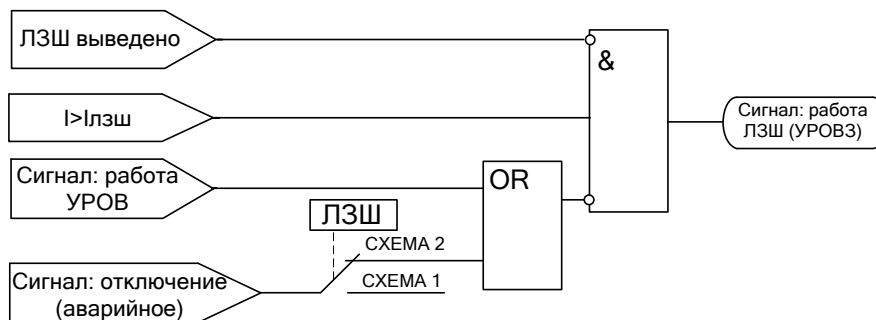 ЛЗШ выведено
&
I>Iлзш
Сигнал: работа
ЛЗШ (УРОВЗ)
Сигнал: работа
УРОВ
OR
ЛЗШ
СХЕМА 2
Сигнал: отключение
(аварийное)
СХЕМА 1